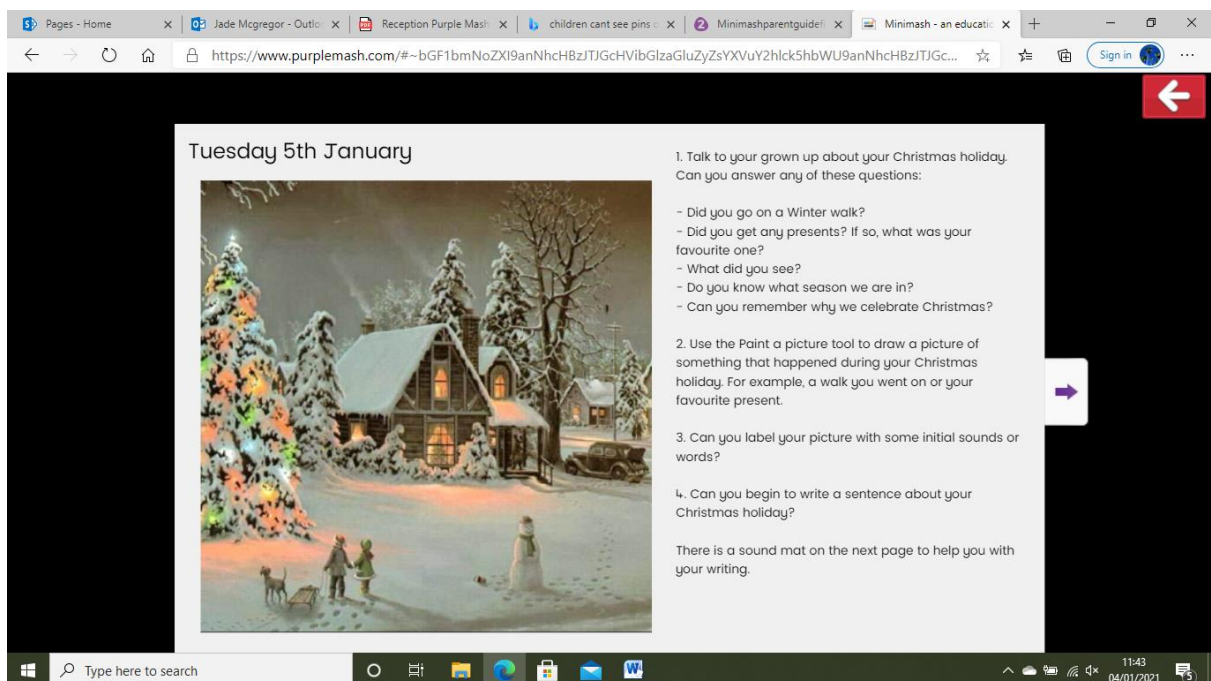 Pages - Home
Jade Mcgregor - Outlo
Reception Purple Mash
children cant see pins o
Minimashparentguidefi
Minimash - an educatic
https://www.purplemash.com/#~bGF1bmNoZXI9anNhcHBzJTJGcHVibGlzaGluZyZsYXVuY2hlck5hbWU9anNhcHBzJTJGc...
Sign in
Tuesday 5th January
1. Talk to your grown up about your Christmas holiday.
Can you answer any of these questions:
- Did you go on a Winter walk?
- Did you get any presents? If so, what was your
favourite one?
- What did you see?
- Do you know what season we are in?
- Can you remember why we celebrate Christmas?
2. Use the Paint a picture tool to draw a picture of
something that happened during your Christmas
holiday. For example, a walk you went on or your
favourite present.
3. Can you label your picture with some initial sounds or
words?
4. Can you begin to write a sentence about your
Christmas holiday?
There is a sound mat on the next page to help you with
your writing.
Type here to search
11:43
04/01/2021
5